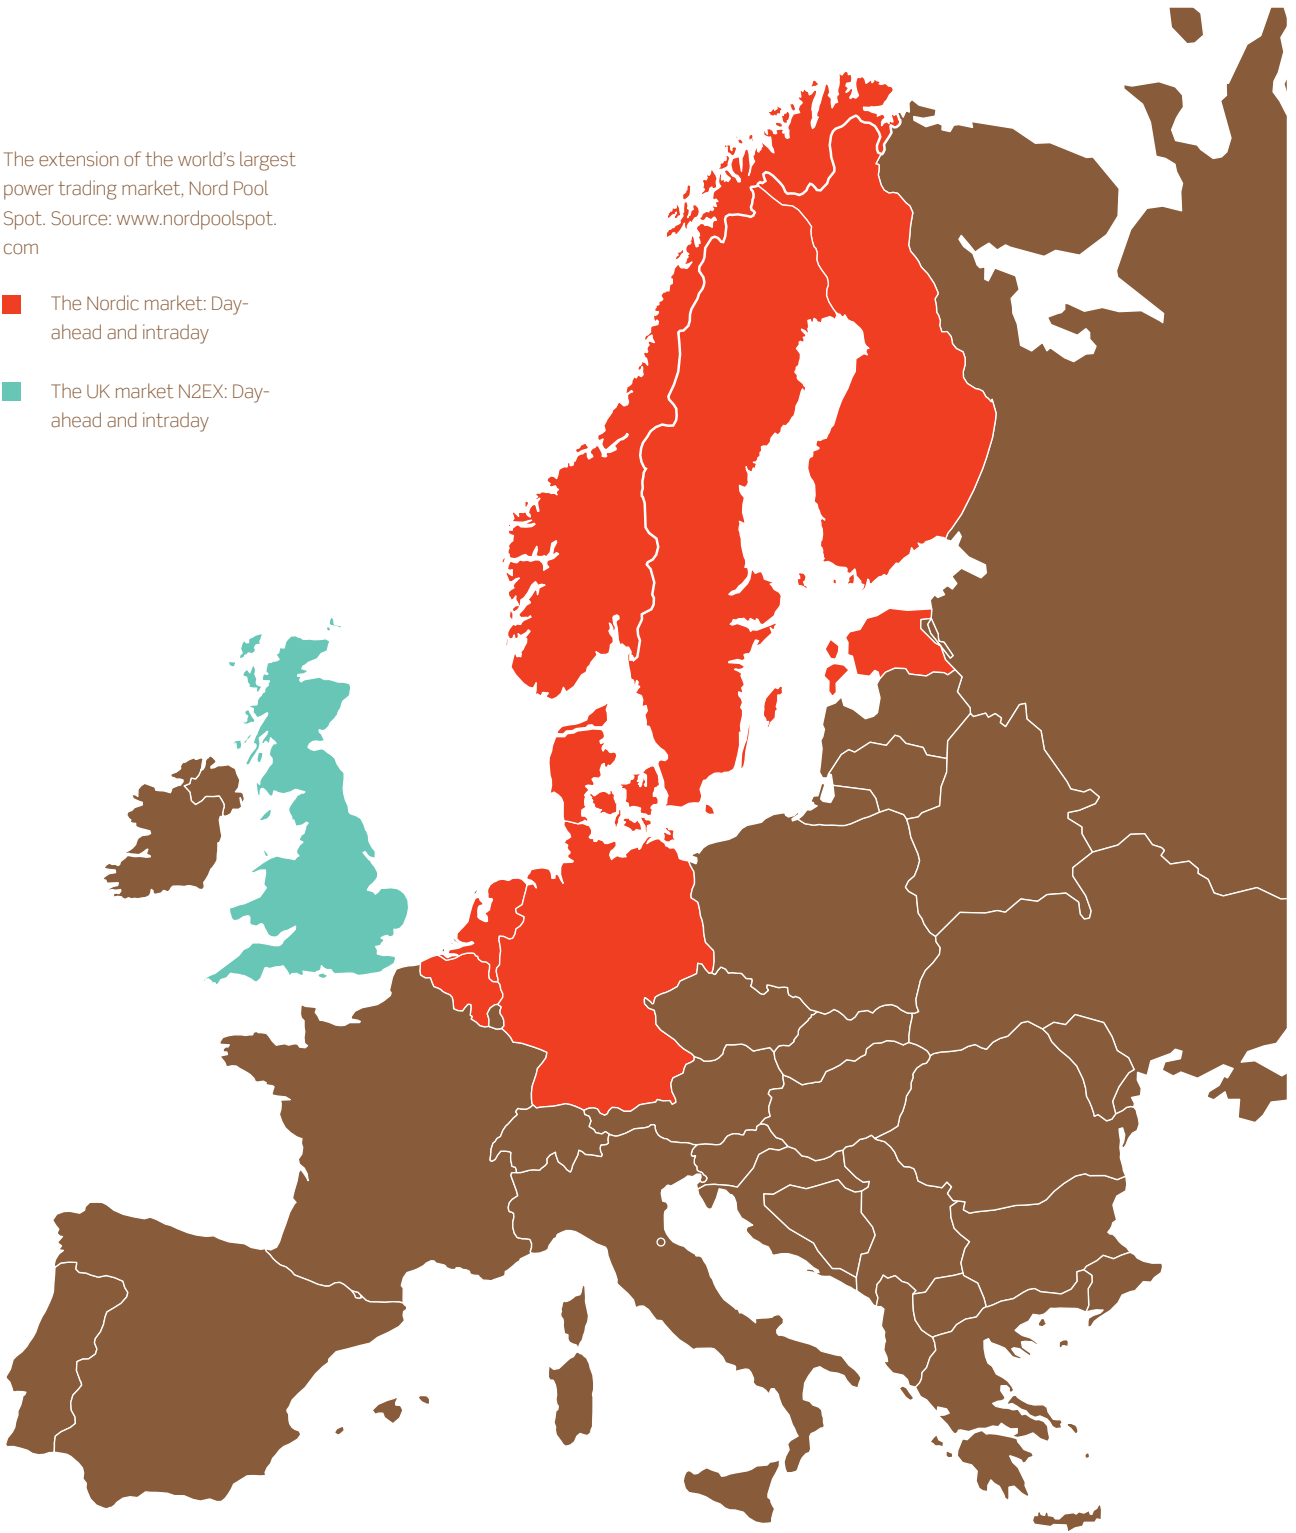 The extension of the world’s largest
power trading market, Nord Pool
Spot. Source: www.nordpoolspot.
com
The Nordic market: Day-
ahead and intraday
The UK market N2EX: Day-
ahead and intraday